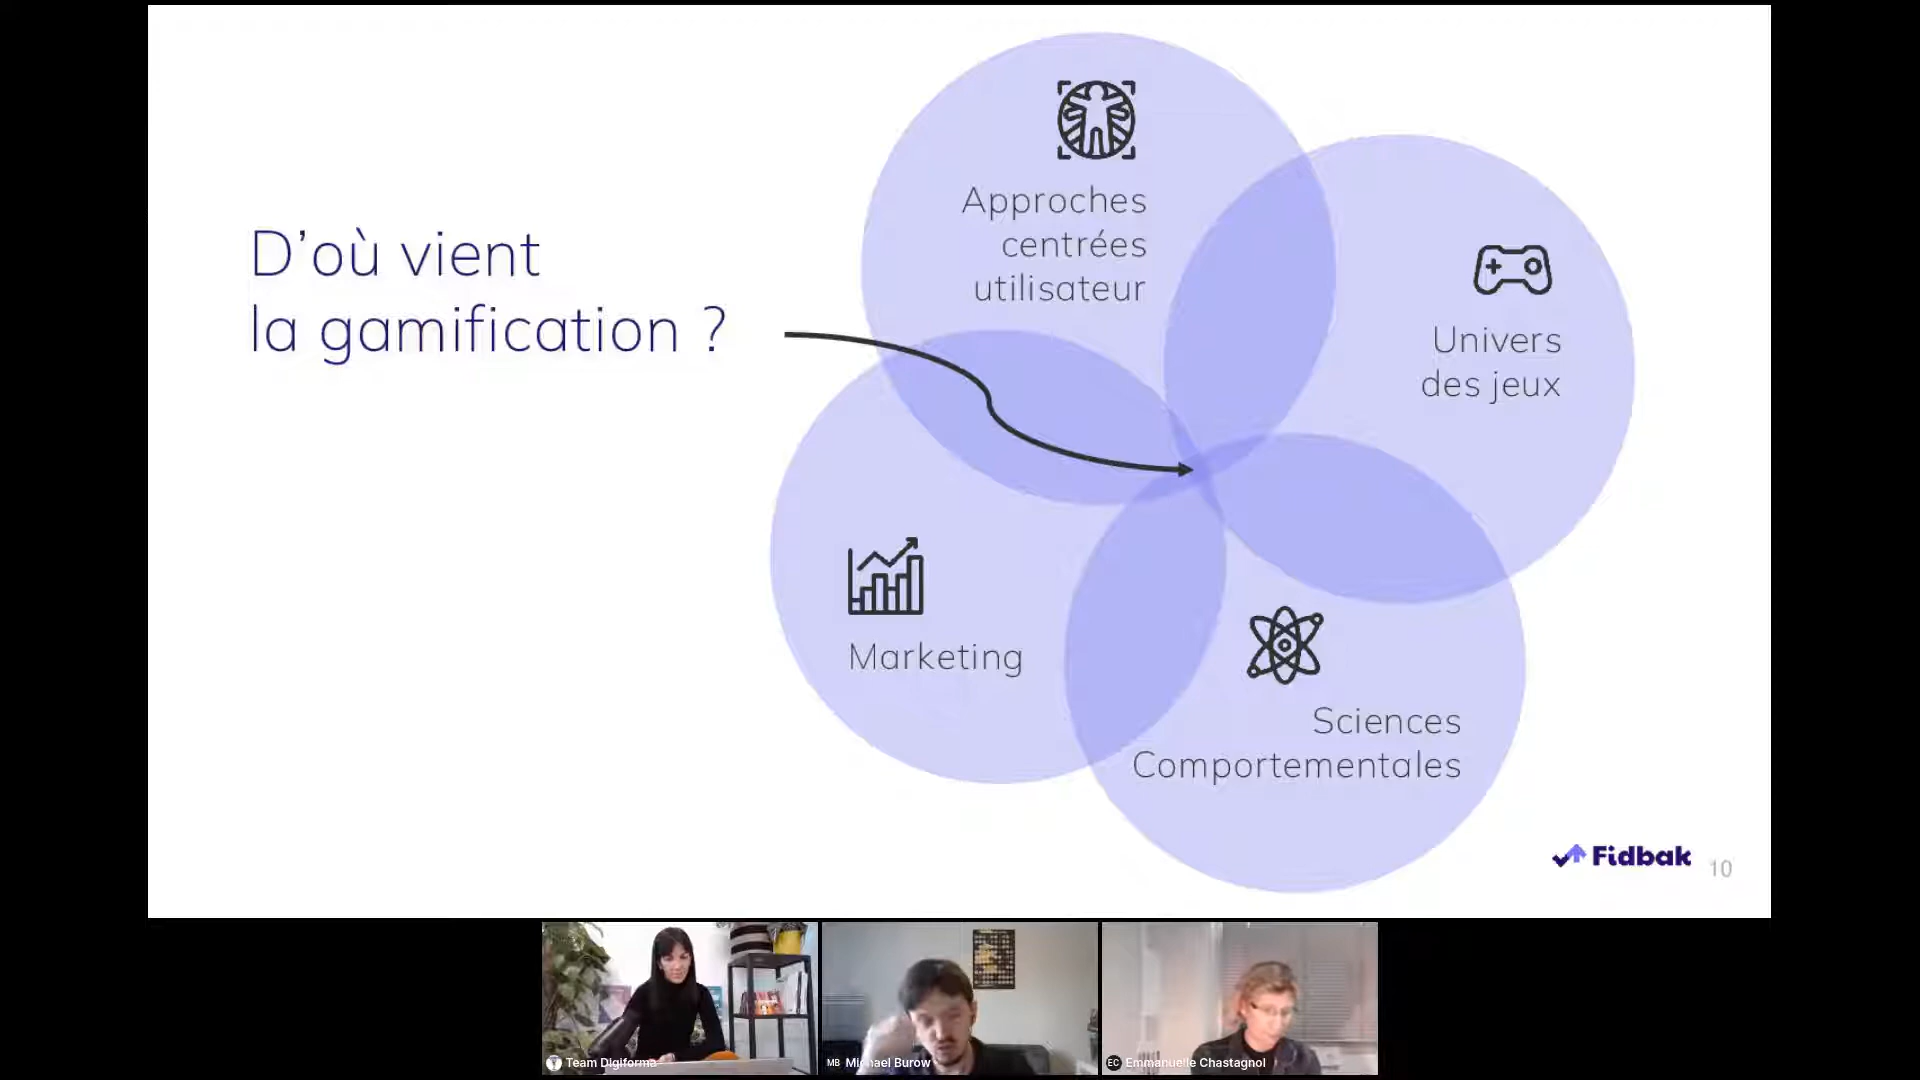 D’où vient
la gamification ?
Approches
centrées
utilisateur
Univers
des jeux
Marketing
Sciences
Comportementales
Fidbak
10
Team Digiforma
MB Michael Burow
EC Emmanuelle Chastagnol